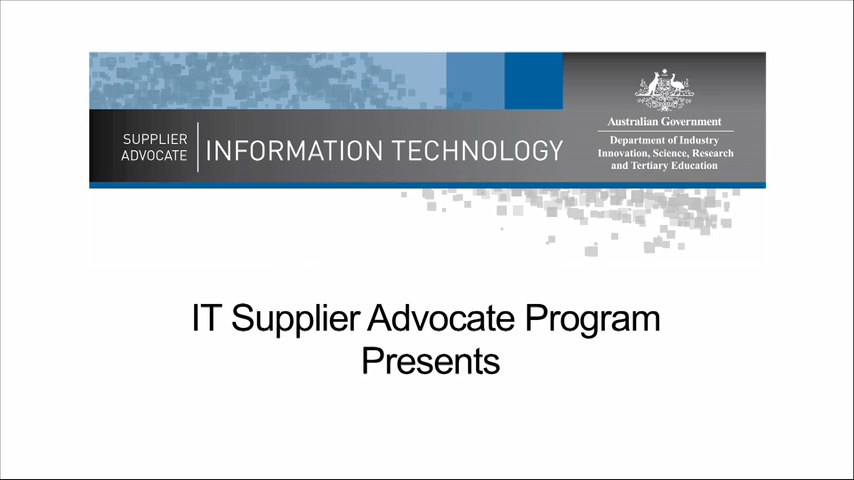 SUPPLIER
ADVOCATE
INFORMATION TECHNOLOGY
Australian Government
Department of Industry
Innovation, Science, Research
and Tertiary Education
IT Supplier Advocate Program
Presents